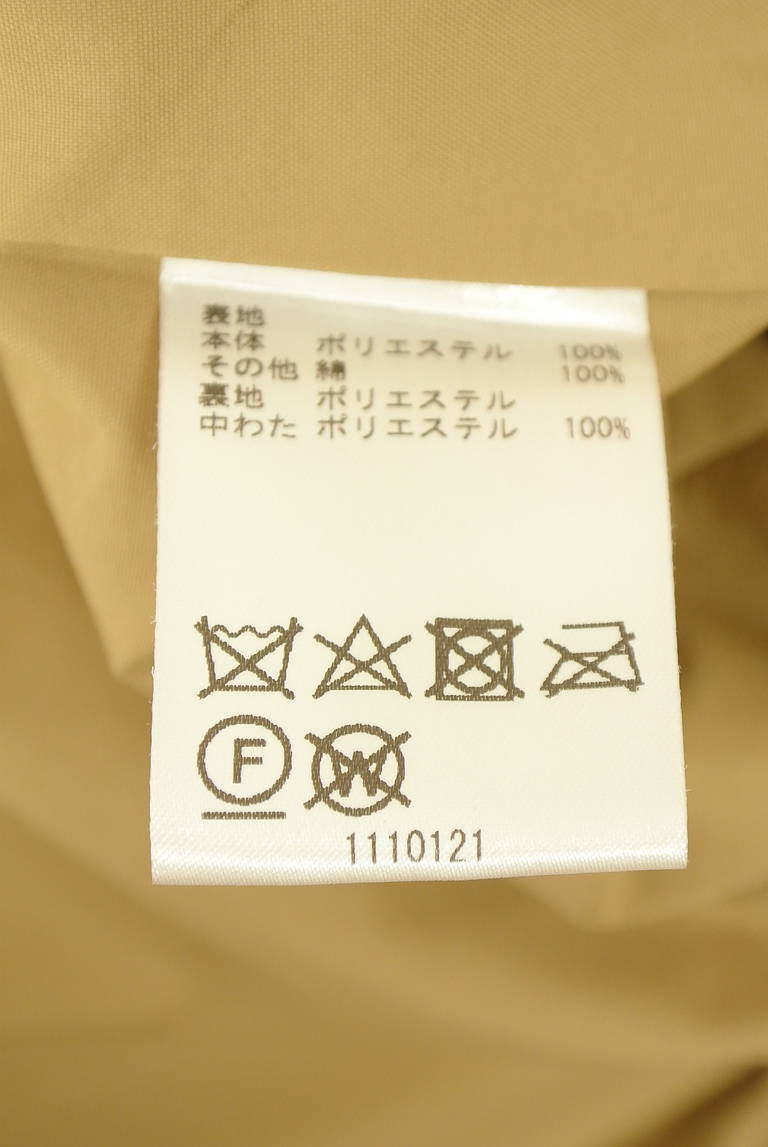 表地
本体 ポリエステル 100%
その他 綿 100%
裏地 ポリエステル
中わた ポリエステル 100%
F W
1110121